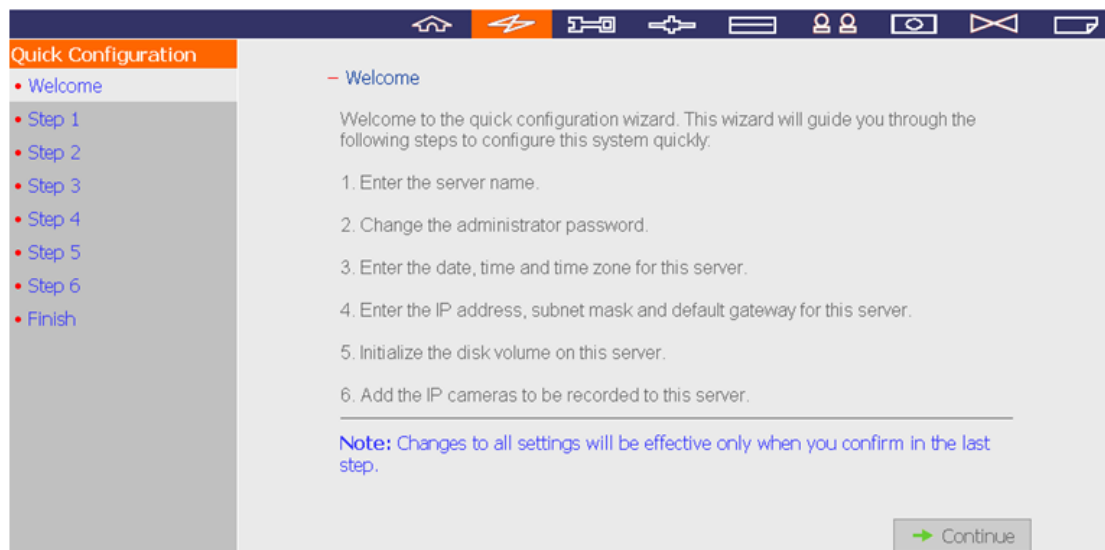 Quick Configuration
• Welcome
• Step 1
• Step 2
• Step 3
• Step 4
• Step 5
• Step 6
• Finish
– Welcome
Welcome to the quick configuration wizard. This wizard will guide you through the
following steps to configure this system quickly:
1. Enter the server name.
2. Change the administrator password.
3. Enter the date, time and time zone for this server.
4. Enter the IP address, subnet mask and default gateway for this server.
5. Initialize the disk volume on this server.
6. Add the IP cameras to be recorded to this server.
Note: Changes to all settings will be effective only when you confirm in the last
step.
Continue